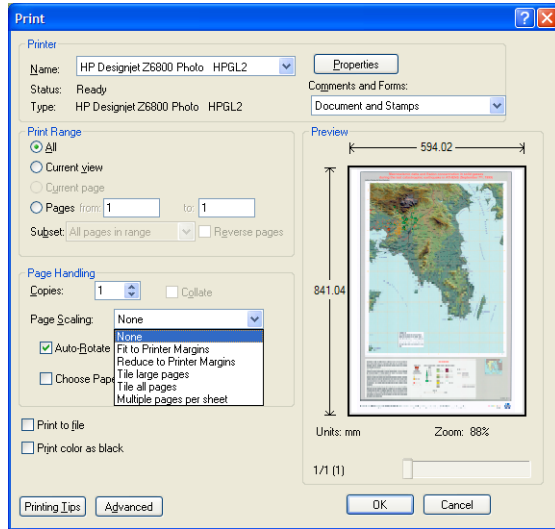 Print
Printer
Name: HP Designjet Z6800 Photo HPGL2
Properties
Status: Ready
Comments and Forms:
Type: HP Designjet Z6800 Photo HPGL2
Document and Stamps
Print Range
All
Current view
Current page
Pages from: 1 to: 1
Subset: All pages in range
Reverse pages
Page Handling
Copies: 1
Collate
Page Scaling: None
None
Fit to Printer Margins
Reduce to Printer Margins
Tile large pages
Tile all pages
Multiple pages per sheet
Auto-Rotate
Choose Pape
Print to file
Print color as black
Preview
594.02
841.04
Units: mm
Zoom: 88%
1/1 (1)
Printing Tips
Advanced
OK
Cancel